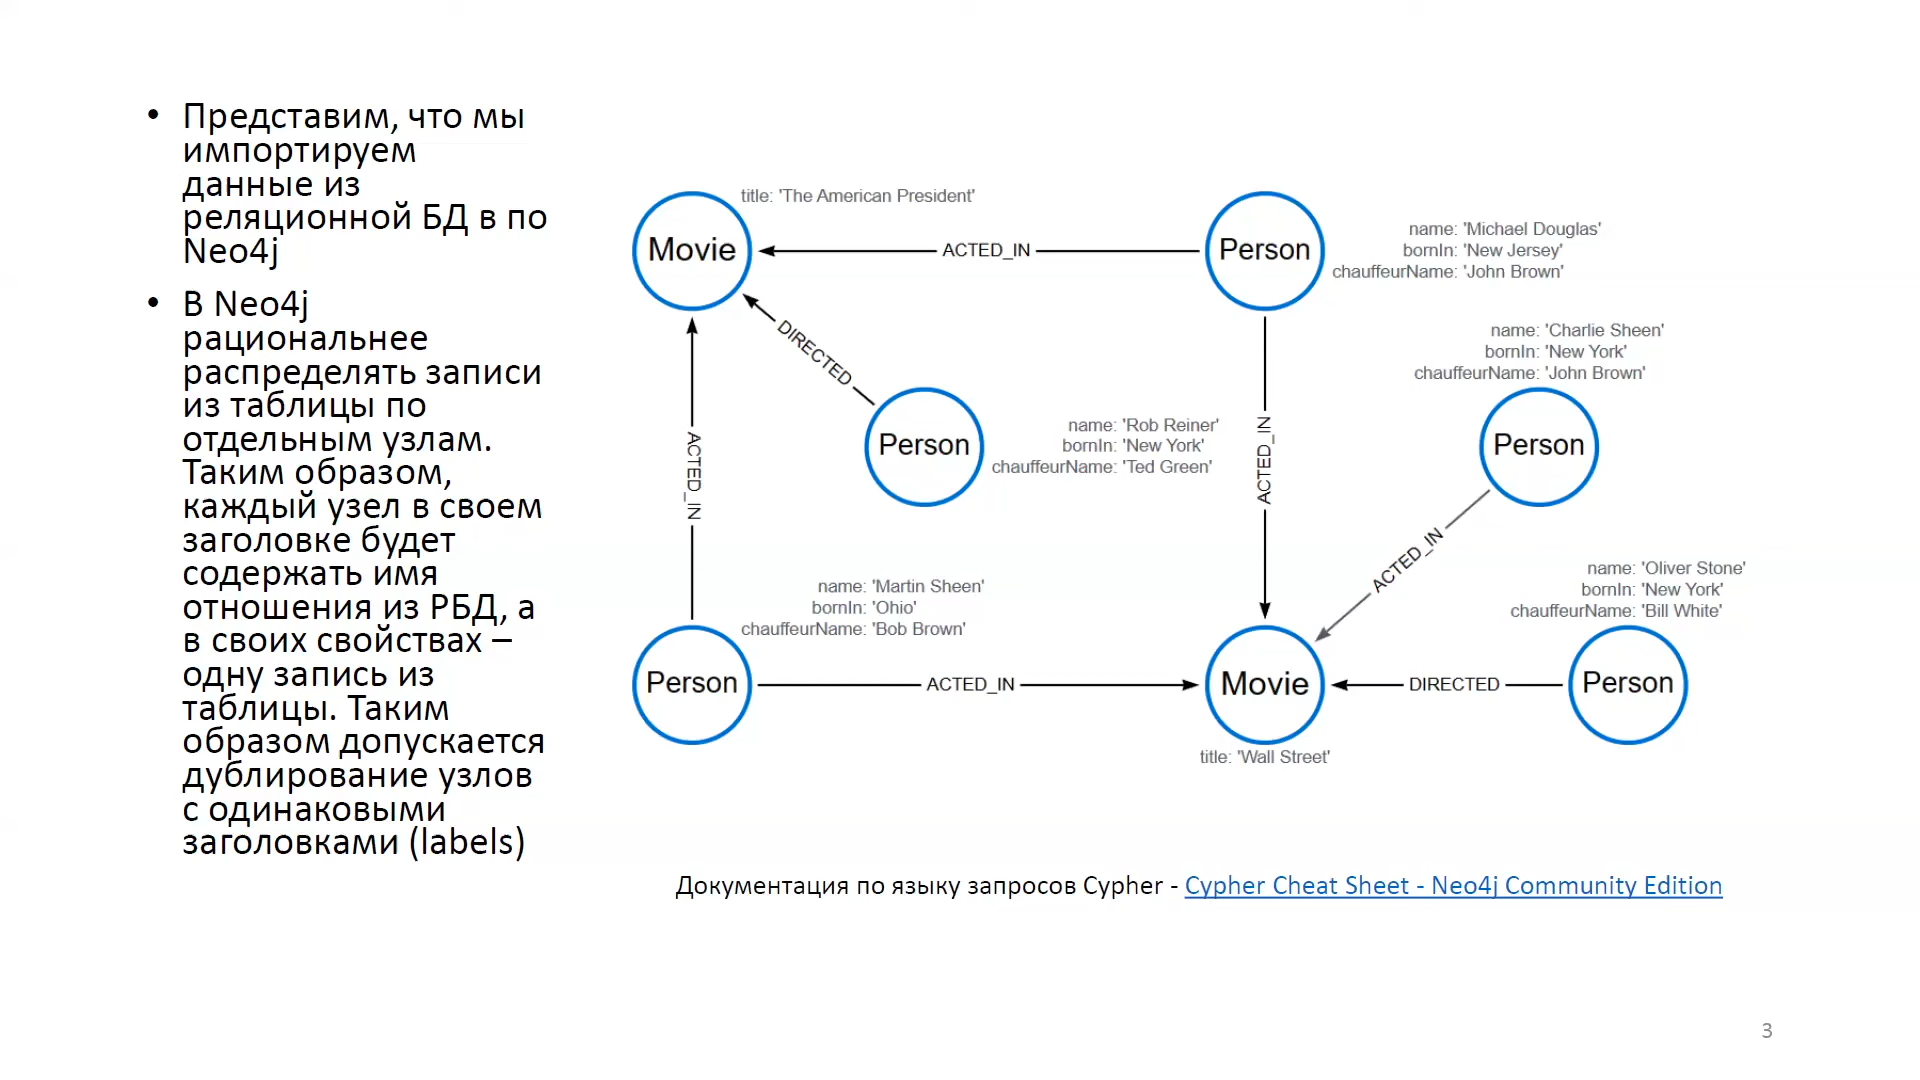 • Представим, что мы
импортируем
данные из
реляционной БД в по
Neo4j
• В Neo4j
рациональнее
распределять записи
из таблицы по
отдельным узлам.
Таким образом,
каждый узел в своем
заголовке будет
содержать имя
отношения из РБД, а
в своих свойствах –
одну запись из
таблицы. Таким
образом допускается
дублирование узлов
с одинаковыми
заголовками (labels)
title: 'The American President'
Movie
ACTED_IN
Person
name: 'Michael Douglas'
bornIn: 'New Jersey'
chauffeurName: 'John Brown'
DIRECTED
name: 'Charlie Sheen'
bornIn: 'New York'
chauffeurName: 'John Brown'
ACTED_IN
Person
name: 'Rob Reiner'
bornIn: 'New York'
chauffeurName: 'Ted Green'
ACTED_IN
Person
ACTED_IN
name: 'Martin Sheen'
bornIn: 'Ohio'
chauffeurName: 'Bob Brown'
name: 'Oliver Stone'
bornIn: 'New York'
chauffeurName: 'Bill White'
Person
ACTED_IN
Movie
DIRECTED
Person
title: 'Wall Street'
Документация по языку запросов Cypher - Cypher Cheat Sheet - Neo4j Community Edition
3